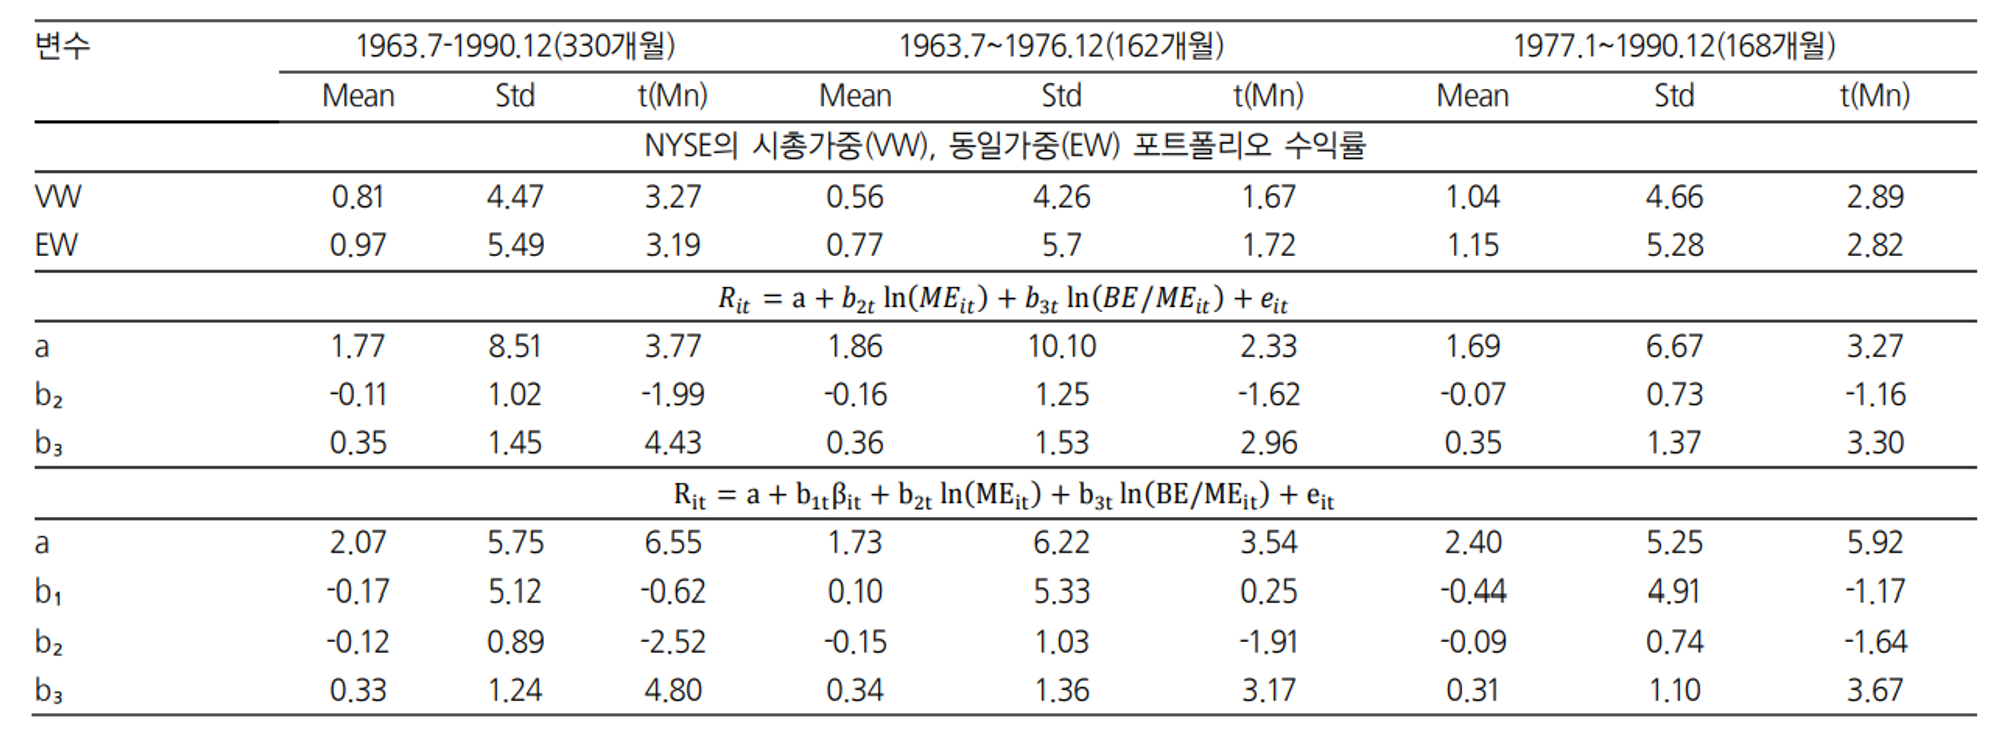 변수 1963.7-1990.12(330개월) 1963.7~1976.12(162개월) 1977.1~1990.12(168개월)
Mean Std t(Mn) Mean Std t(Mn) Mean Std t(Mn)
NYSE의 시총가중(VW), 동일가중(EW) 포트폴리오 수익률
VW 0.81 4.47 3.27 0.56 4.26 1.67 1.04 4.66 2.89
EW 0.97 5.49 3.19 0.77 5.7 1.72 1.15 5.28 2.82
R_{it} = a + b_{2t} ln(ME_{it}) + b_{3t} ln(BE/ME_{it}) + e_{it}
a 1.77 8.51 3.77 1.86 10.10 2.33 1.69 6.67 3.27
b₂ -0.11 1.02 -1.99 -0.16 1.25 -1.62 -0.07 0.73 -1.16
b₃ 0.35 1.45 4.43 0.36 1.53 2.96 0.35 1.37 3.30
R_{it} = a + b_{1t}β_{it} + b_{2t} ln(ME_{it}) + b_{3t} ln(BE/ME_{it}) + e_{it}
a 2.07 5.75 6.55 1.73 6.22 3.54 2.40 5.25 5.92
b₁ -0.17 5.12 -0.62 0.10 5.33 0.25 -0.44 4.91 -1.17
b₂ -0.12 0.89 -2.52 -0.15 1.03 -1.91 -0.09 0.74 -1.64
b₃ 0.33 1.24 4.80 0.34 1.36 3.17 0.31 1.10 3.67